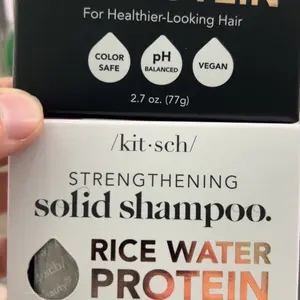 PROTEIN
For Healthier-Looking Hair
COLOR
SAFE
pH
BALANCED
VEGAN
2.7 oz. (77g)
/kit•sch/
STRENGTHENING
solid shampoo.
RICE WATER
PROTEIN